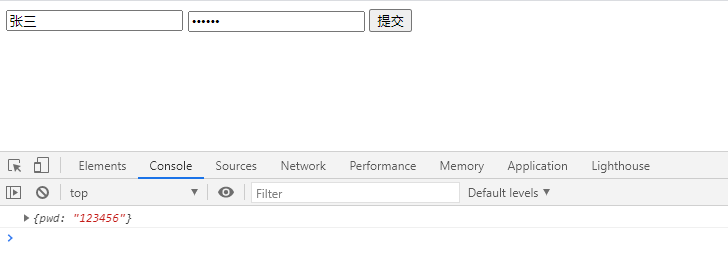 张三 •••••• 提交
Elements Console Sources Network Performance Memory Application Lighthouse
top ▼ Filter Default levels ▼
▶ {pwd: "123456"}
>